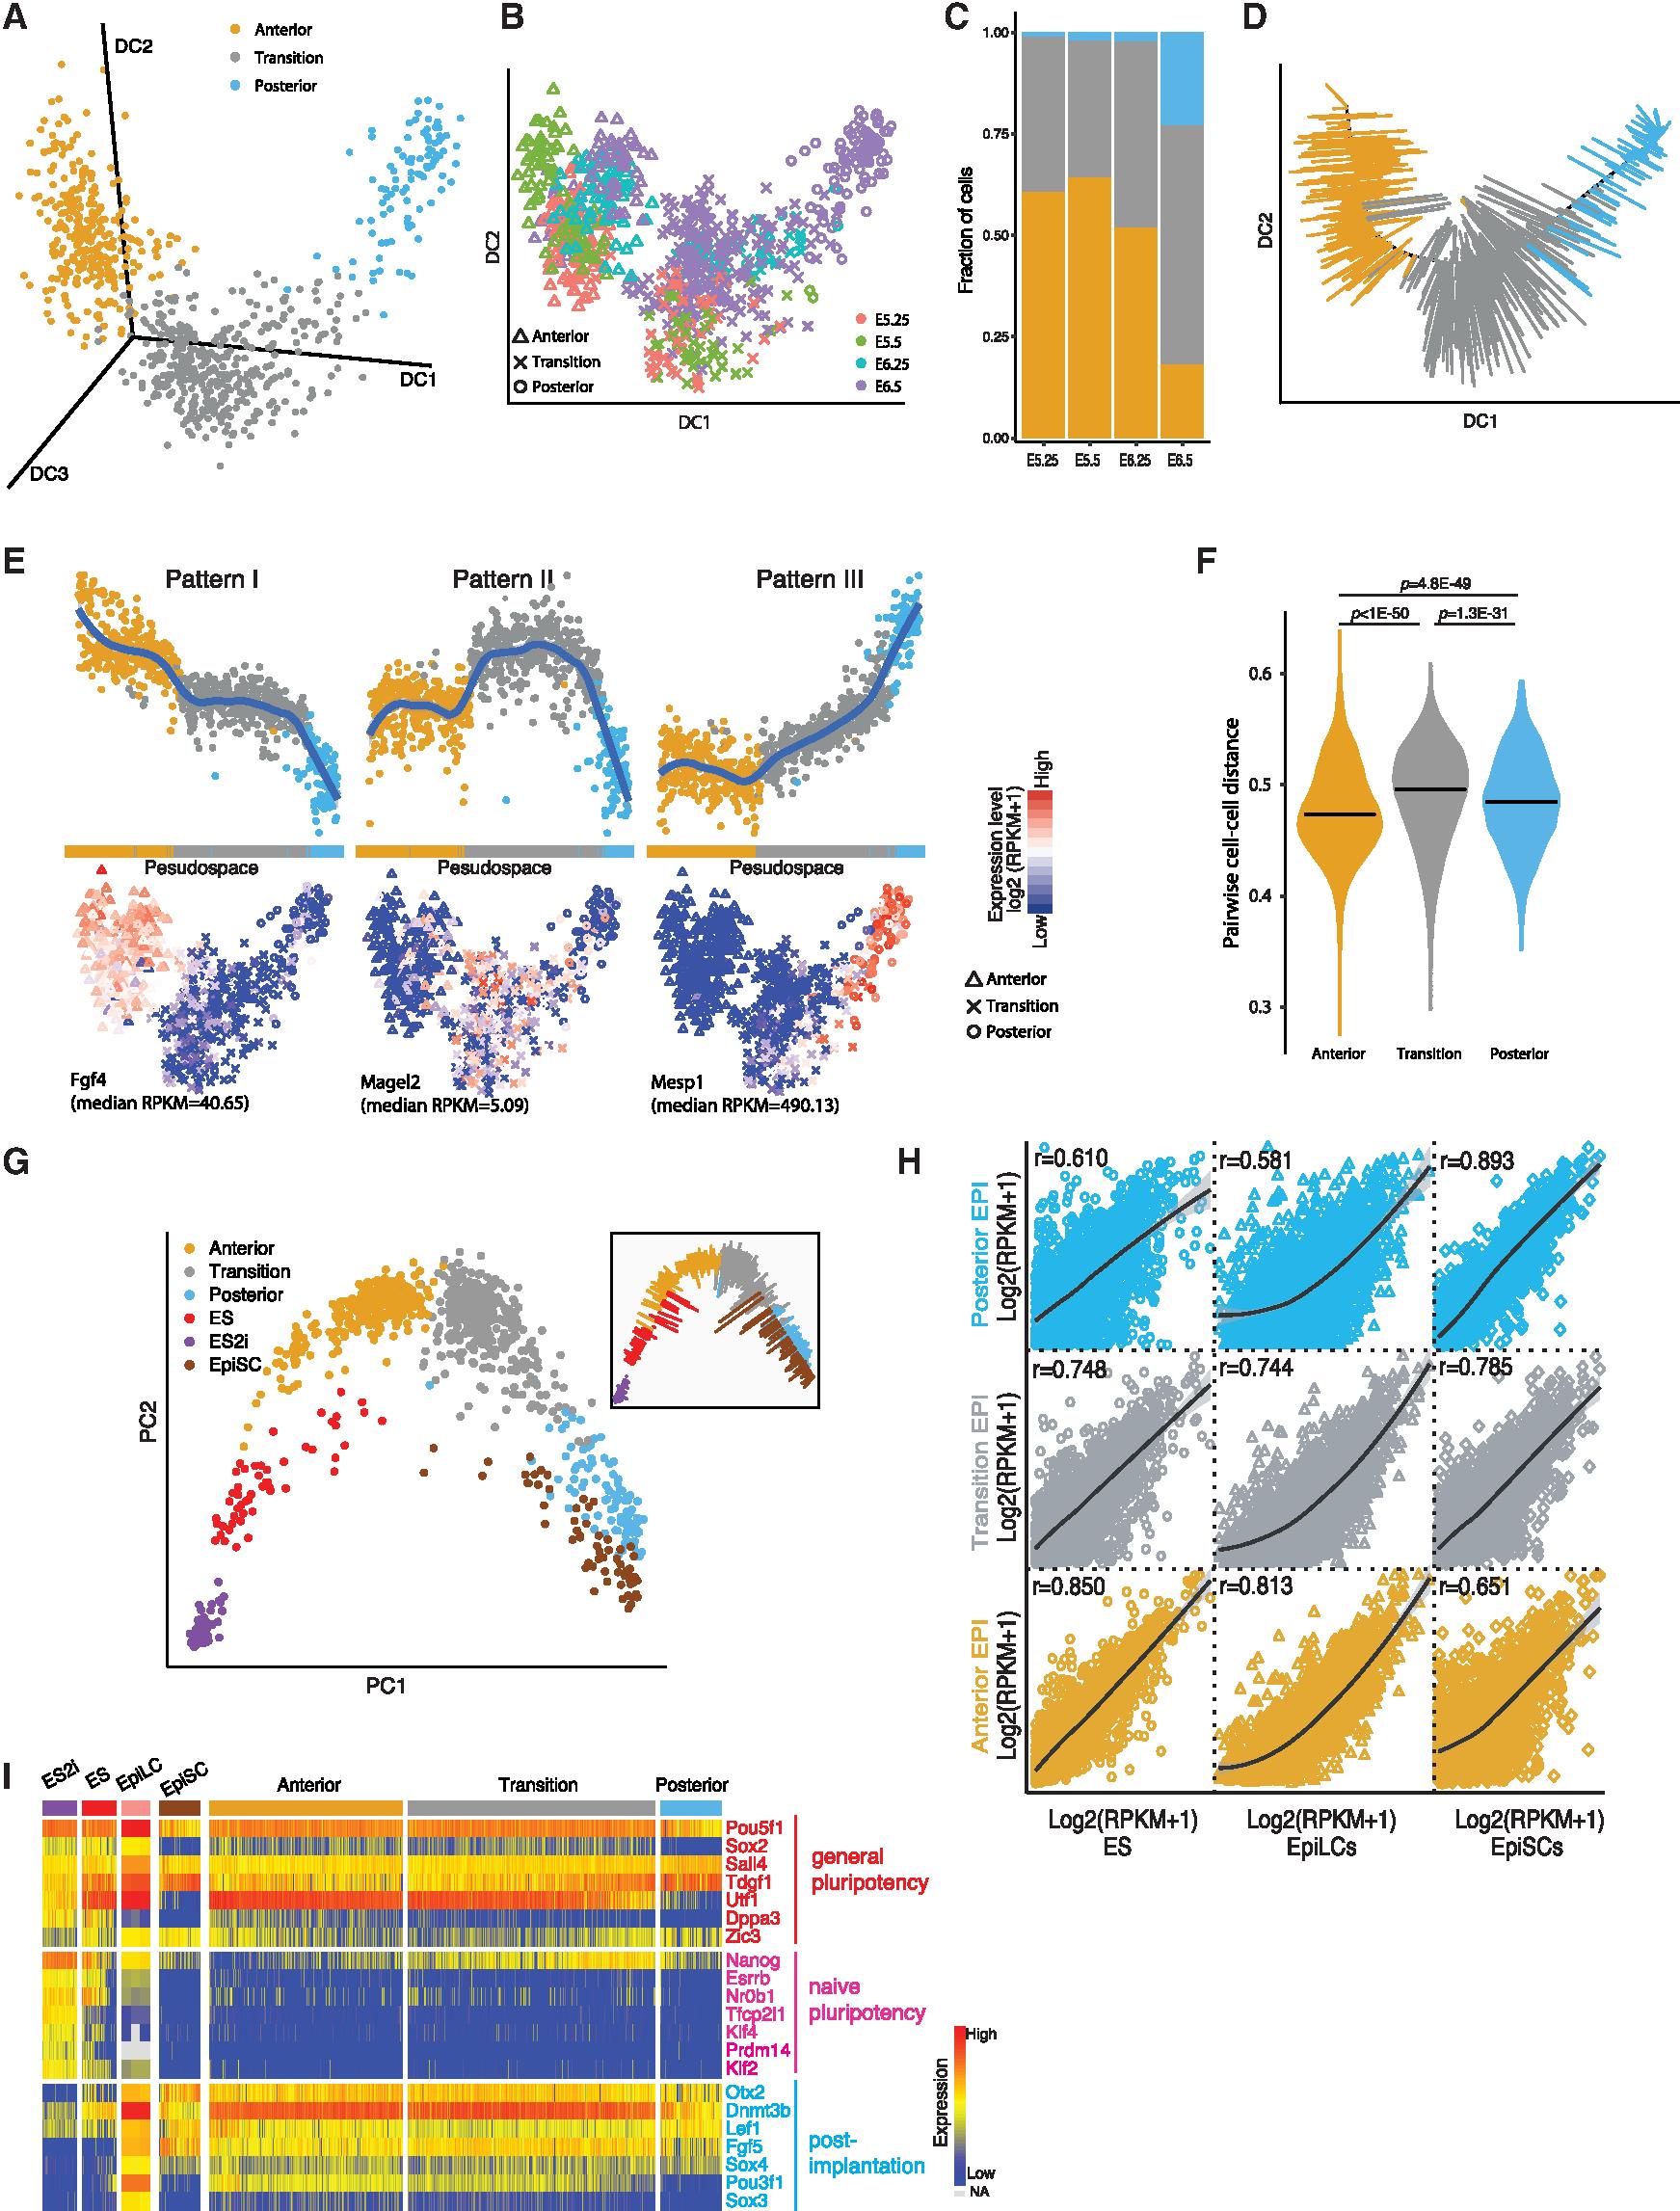 A
DC2
Anterior
Transition
Posterior
DC1
DC3
B
DC2
Anterior
Transition
Posterior
E5.25
E5.5
E6.25
E6.5
DC1
C
Fraction of cells
1.00
0.75
0.50
0.25
0.00
E5.25
E5.5
E6.25
E6.5
D
DC2
DC1
E
Pattern I
Pattern II
Pattern III
Pesudospace
Pesudospace
Pesudospace
Fgf4
(median RPKM=40.65)
Magel2
(median RPKM=5.09)
Mesp1
(median RPKM=490.13)
Expression level
log2 (RPKM+1)
High
Low
Anterior
Transition
Posterior
F
p=4.8E-49
p<1E-50
p=1.3E-31
Pairwise cell-cell distance
0.6
0.5
0.4
0.3
Anterior
Transition
Posterior
G
Anterior
Transition
Posterior
ES
ES2i
EpiSC
PC2
PC1
H
r=0.610
r=0.581
r=0.893
Posterior EPI
Log2(RPKM+1)
r=0.748
r=0.744
r=0.785
Transition EPI
Log2(RPKM+1)
r=0.850
r=0.813
r=0.651
Anterior EPI
Log2(RPKM+1)
Log2(RPKM+1)
ES
Log2(RPKM+1)
EpiLCs
Log2(RPKM+1)
EpiSCs
I
ES2i
ES
EpiLC
EpiSC
Anterior
Transition
Posterior
Pou5f1
Sox2
Sall4
Tdgf1
Utf1
Dppa3
Zic3
general
pluripotency
Nanog
Esrrb
Nr0b1
Tfcp2l1
Klf4
Prdm14
Klf2
naive
pluripotency
Otx2
Dnmt3b
Lef1
Fgf5
Sox4
Pou3f1
Sox3
post-
implantation
Expression
High
Low
NA